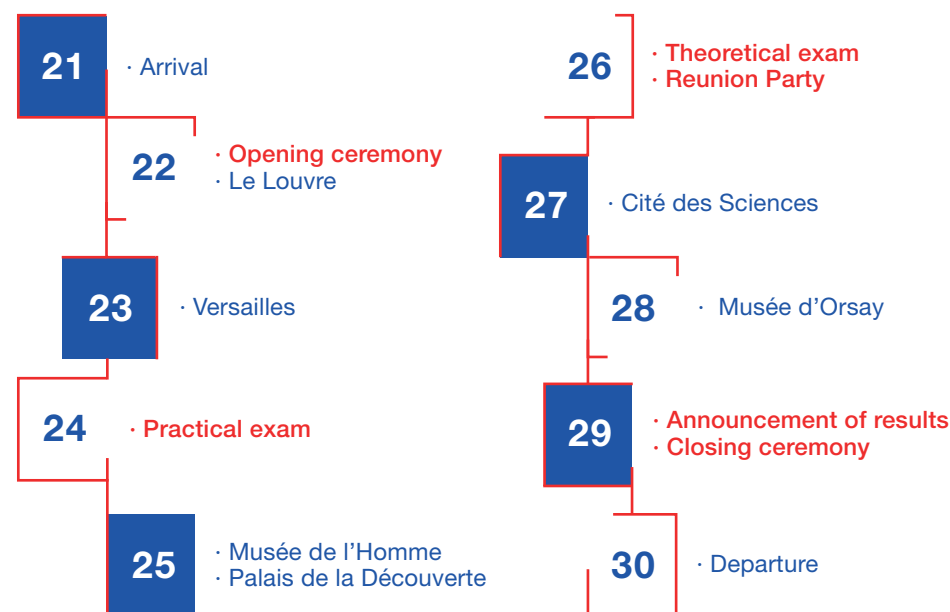 21
· Arrival
22
· Opening ceremony
· Le Louvre
23
· Versailles
24
· Practical exam
25
· Musée de l’Homme
· Palais de la Découverte
26
· Theoretical exam
· Reunion Party
27
· Cité des Sciences
28
· Musée d’Orsay
29
· Announcement of results
· Closing ceremony
30
· Departure